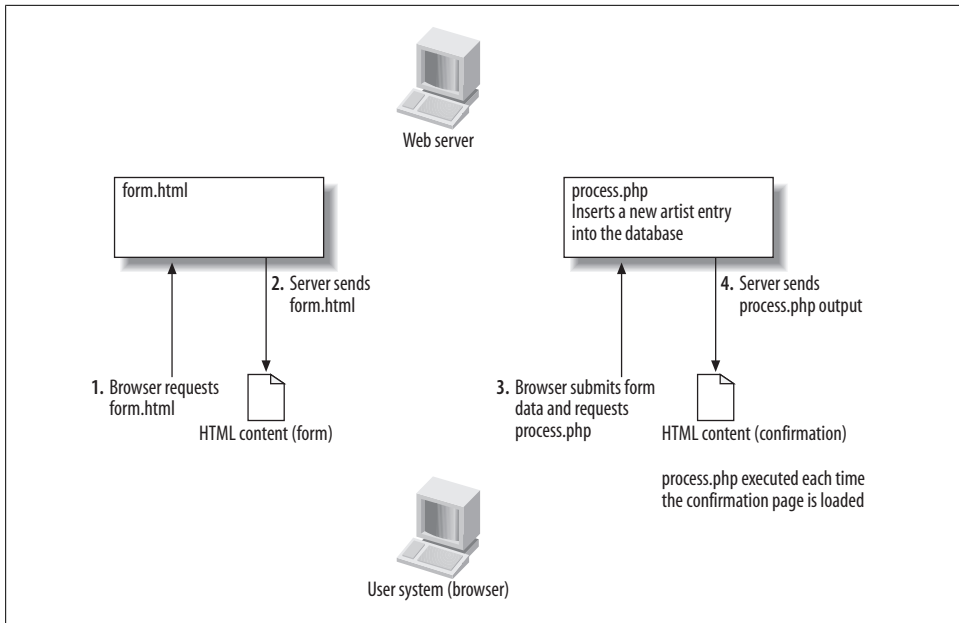 Web server
form.html
process.php
Inserts a new artist entry
into the database
2. Server sends
form.html
4. Server sends
process.php output
1. Browser requests
form.html
HTML content (form)
3. Browser submits form
data and requests
process.php
HTML content (confirmation)
process.php executed each time
the confirmation page is loaded
User system (browser)